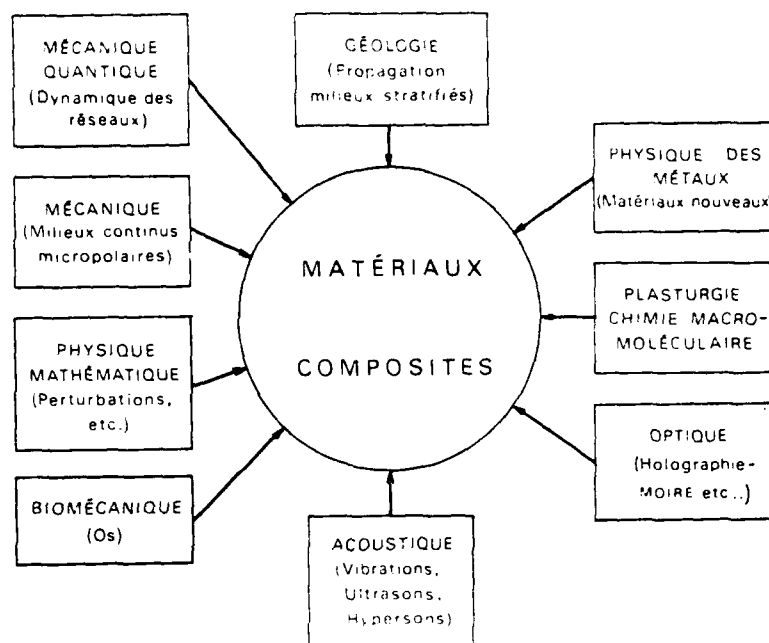 MÉCANIQUE
QUANTIQUE
(Dynamique des
réseaux)
GÉOLOGIE
(Propagation
milieux stratifiés)
PHYSIQUE DES
MÉTAUX
(Matériaux nouveaux)
MÉCANIQUE
(Milieux continus
micropolaires)
MATÉRIAUX
COMPOSITES
PLASTURGIE
CHIMIE MACRO-
MOLÉCULAIRE
PHYSIQUE
MATHÉMATIQUE
(Perturbations,
etc.)
OPTIQUE
(Holographie-
MOIRE etc..)
BIOMÉCANIQUE
(Os)
ACOUSTIQUE
(Vibrations,
Ultrasons,
Hypersons)